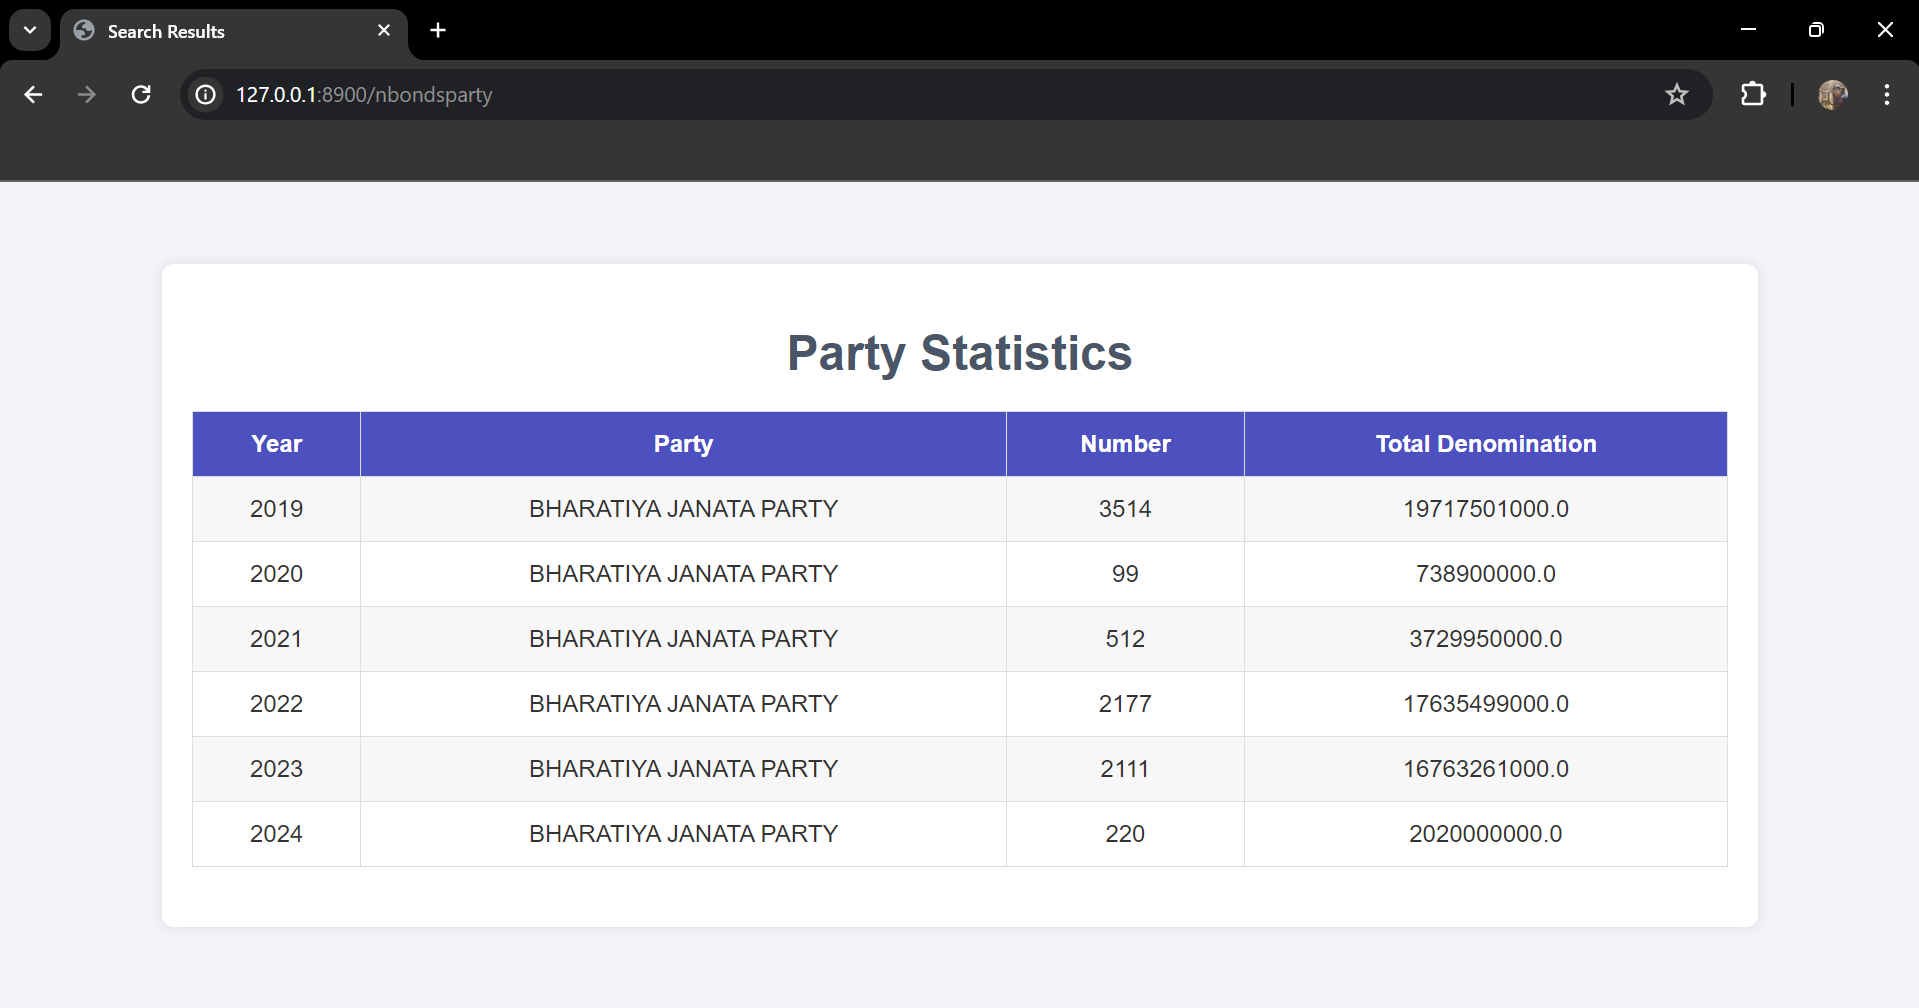 Search Results
127.0.0.1:8900/nbondsparty
Party Statistics
Year Party Number Total Denomination
2019 BHARATIYA JANATA PARTY 3514 19717501000.0
2020 BHARATIYA JANATA PARTY 99 738900000.0
2021 BHARATIYA JANATA PARTY 512 3729950000.0
2022 BHARATIYA JANATA PARTY 2177 17635499000.0
2023 BHARATIYA JANATA PARTY 2111 16763261000.0
2024 BHARATIYA JANATA PARTY 220 2020000000.0